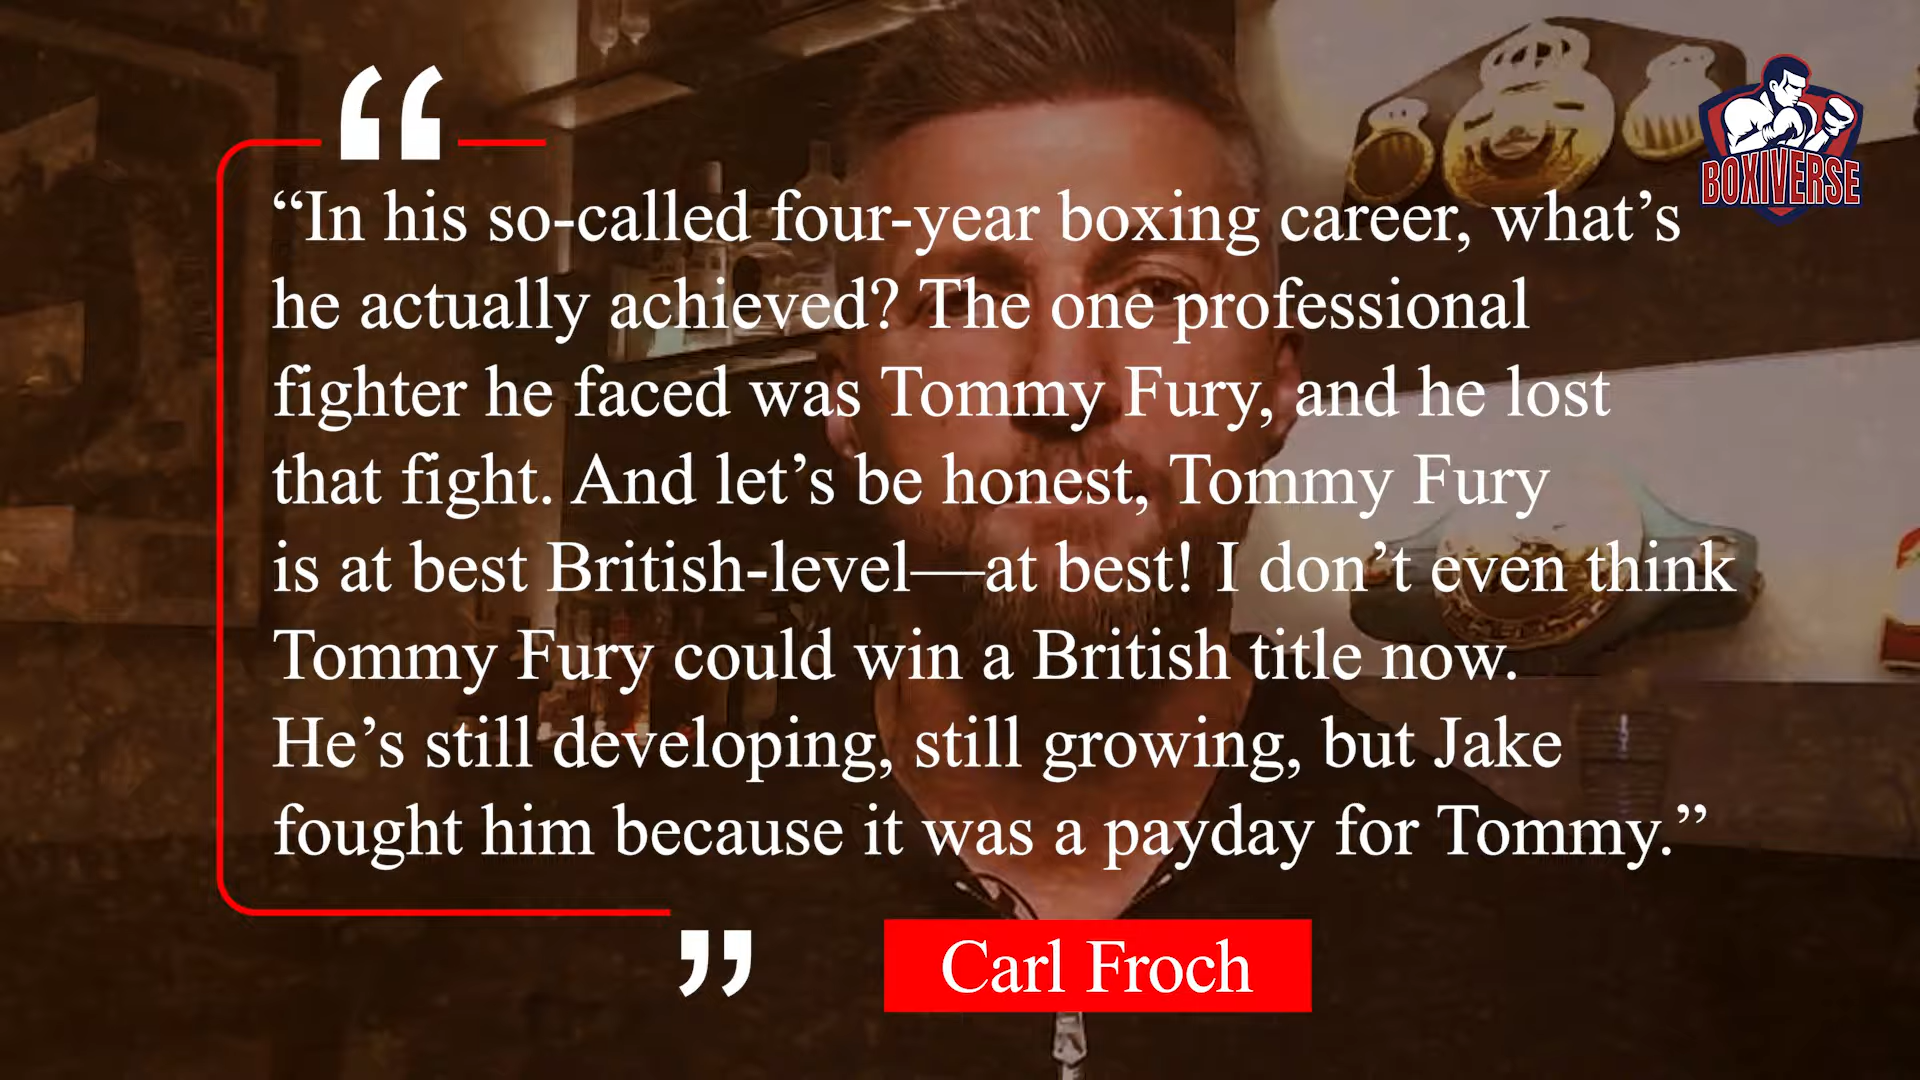 BOXIVERSE
“In his so-called four-year boxing career, what’s
he actually achieved? The one professional
fighter he faced was Tommy Fury, and he lost
that fight. And let’s be honest, Tommy Fury
is at best British-level—at best! I don’t even think
Tommy Fury could win a British title now.
He’s still developing, still growing, but Jake
fought him because it was a payday for Tommy.”
Carl Froch